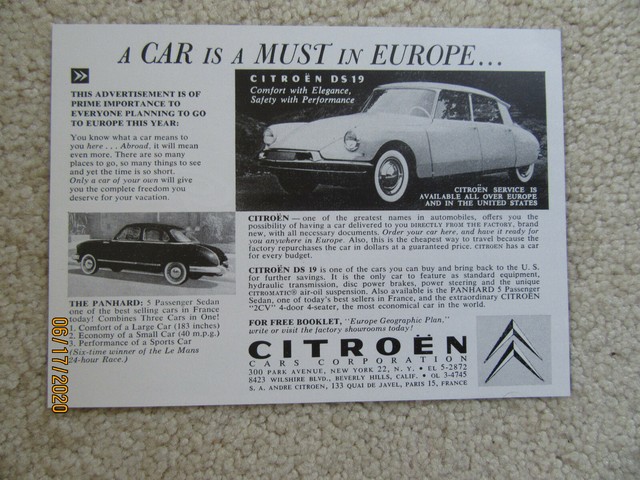 A CAR IS A MUST IN EUROPE...
THIS ADVERTISEMENT IS OF
PRIME IMPORTANCE TO
EVERYONE PLANNING TO GO
TO EUROPE THIS YEAR:
You know what a car means to
you here . . . Abroad, it will mean
even more. There are so many
places to go, so many things to see
and yet the time is so short.
Only a car of your own will give
you the complete freedom you
deserve for your vacation.
CITROËN DS 19
Comfort with Elegance,
Safety with Performance
CITROËN SERVICE IS
AVAILABLE ALL OVER EUROPE
AND IN THE UNITED STATES
THE PANHARD: 5 Passenger Sedan
one of the best selling cars in France
today! Combines Three Cars in One!
1. Comfort of a Large Car (183 inches)
2. Economy of a Small Car (40 m.p.g.)
3. Performance of a Sports Car
(Six-time winner of the Le Mans
24-hour Race.)
CITROËN — one of the greatest names in automobiles, offers you the
possibility of having a car delivered to you DIRECTLY FROM THE FACTORY, brand
new, with all necessary documents. Order your car here, and have it ready for
you anywhere in Europe. Also, this is the cheapest way to travel because the
factory repurchases the car in dollars at a guaranteed price. CITROEN has a car
for every budget.
CITROËN DS 19 is one of the cars you can buy and bring back to the U. S.
for further savings. It is the only car to feature as standard equipment,
hydraulic transmission, disc power brakes, power steering and the unique
CITROMATIC® air-oil suspension. Also available is the PANHARD 5 Passenger
Sedan, one of today's best sellers in France, and the extraordinary CITROËN
"2CV" 4-door 4-seater, the most economical car in the world.
FOR FREE BOOKLET, "Europe Geographic Plan,"
write or visit the factory showrooms today!
CITROËN
CARS CORPORATION
300 PARK AVENUE, NEW YORK 22, N. Y. • EL 5-2872
8423 WILSHIRE BLVD., BEVERLY HILLS, CALIF. • OL 3-4745
S. A. ANDRE CITROEN, 133 QUAI DE JAVEL, PARIS 15, FRANCE
06/17/2020